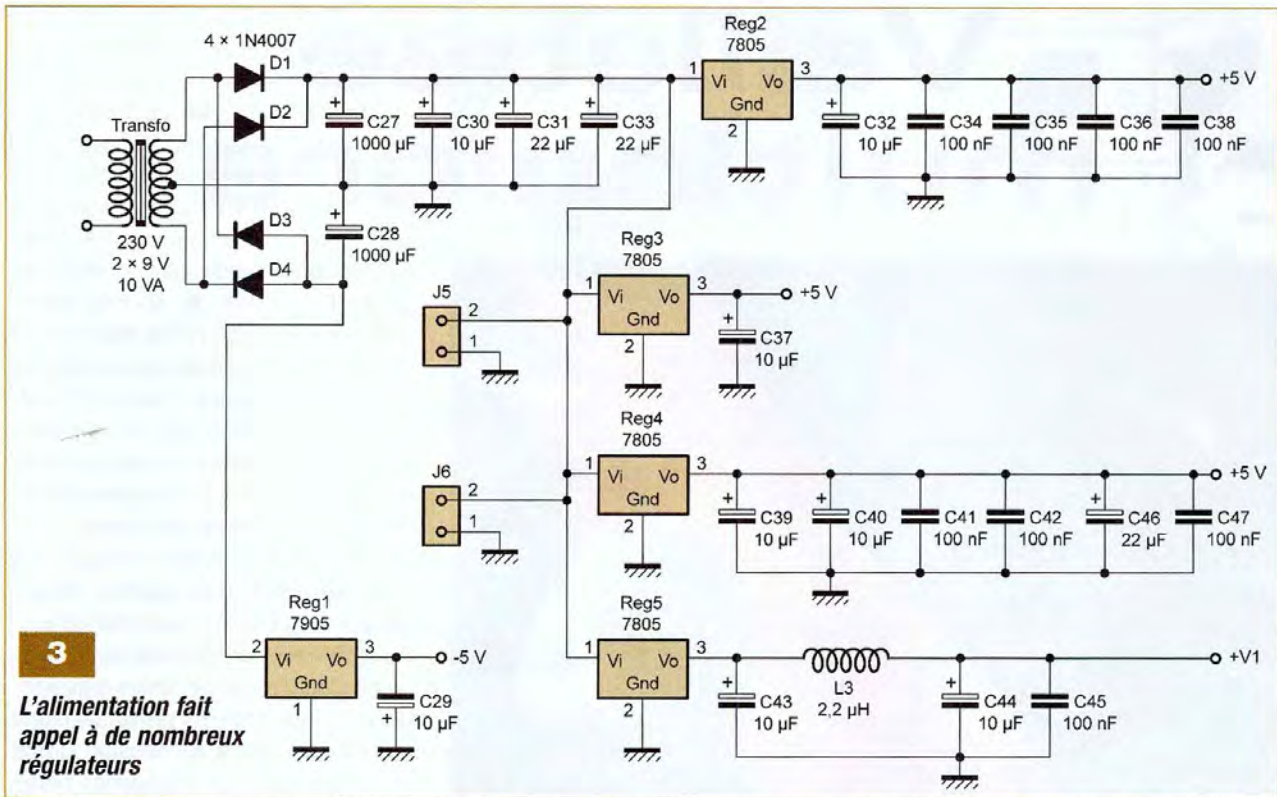 4 × 1N4007
D1
D2
Transfo
230 V
2 × 9 V
10 VA
D3
D4
+
C27
1000 µF
+
C28
1000 µF
+
C30
10 µF
+
C31
22 µF
+
C33
22 µF
Reg2
7805
1
Vi
Vo
3
Gnd
2
+
C32
10 µF
C34
100 nF
C35
100 nF
C36
100 nF
C38
100 nF
+5 V
J5
2
1
Reg3
7805
1
Vi
Vo
3
Gnd
2
+
C37
10 µF
+5 V
J6
2
1
Reg4
7805
1
Vi
Vo
3
Gnd
2
+
C39
10 µF
+
C40
10 µF
C41
100 nF
C42
100 nF
+
C46
22 µF
C47
100 nF
+5 V
Reg1
7905
2
Vi
Vo
3
Gnd
1
+
C29
10 µF
-5 V
Reg5
7805
1
Vi
Vo
3
Gnd
2
+
C43
10 µF
L3
2,2 µH
+
C44
10 µF
C45
100 nF
+V1
3
L'alimentation fait
appel à de nombreux
régulateurs